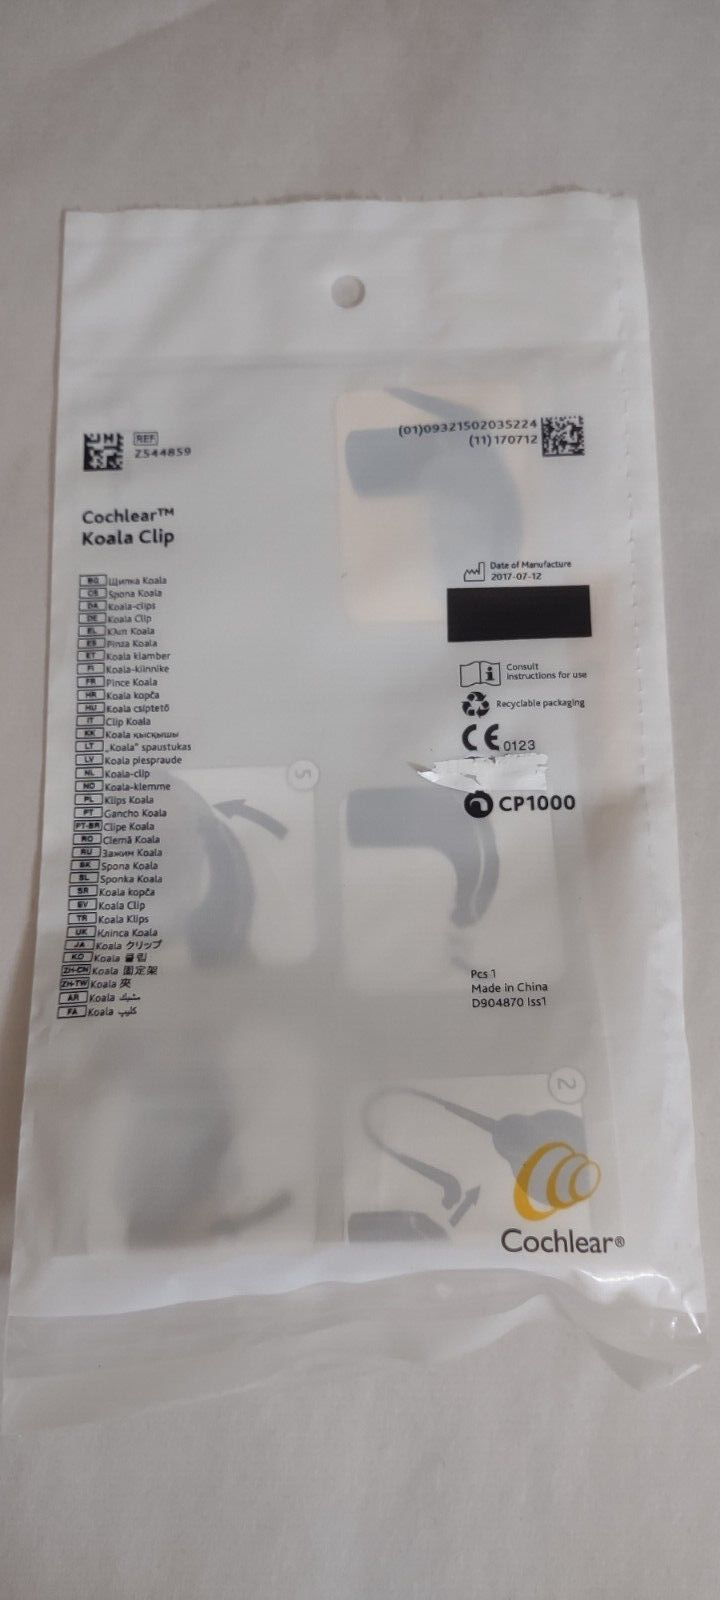 REF
Z544859
(01)09321502035224
(11)170712
Cochlear™
Koala Clip
BG Щипка Koala
CS Spona Koala
DA Koala-clips
DE Koala Clip
EL Κλιπ Koala
ES Pinza Koala
ET Koala klamber
FI Koala-kiinnike
FR Pince Koala
HR Koala kopča
HU Koala csiptető
IT Clip Koala
KK Koala қысқышы
LT „Koala" spaustukas
LV Koala piespraude
NL Koala-clip
NO Koala-klemme
PL Klips Koala
PT Gancho Koala
PT-BR Clipe Koala
RO Clemă Koala
RU Зажим Koala
SK Spona Koala
SL Sponka Koala
SR Koala kopča
SV Koala Clip
TR Koala Klips
UK Кліпса Koala
JA Koala クリップ
KO Koala 클립
ZH-CN Koala 固定架
ZH-TW Koala 夾
AR Koala مشبك
FA Koala کلیپ
Date of Manufacture
2017-07-12
Consult
instructions for use
Recyclable packaging
CE 0123
CP1000
5
Pcs 1
Made in China
D904870 Iss1
2
Cochlear®